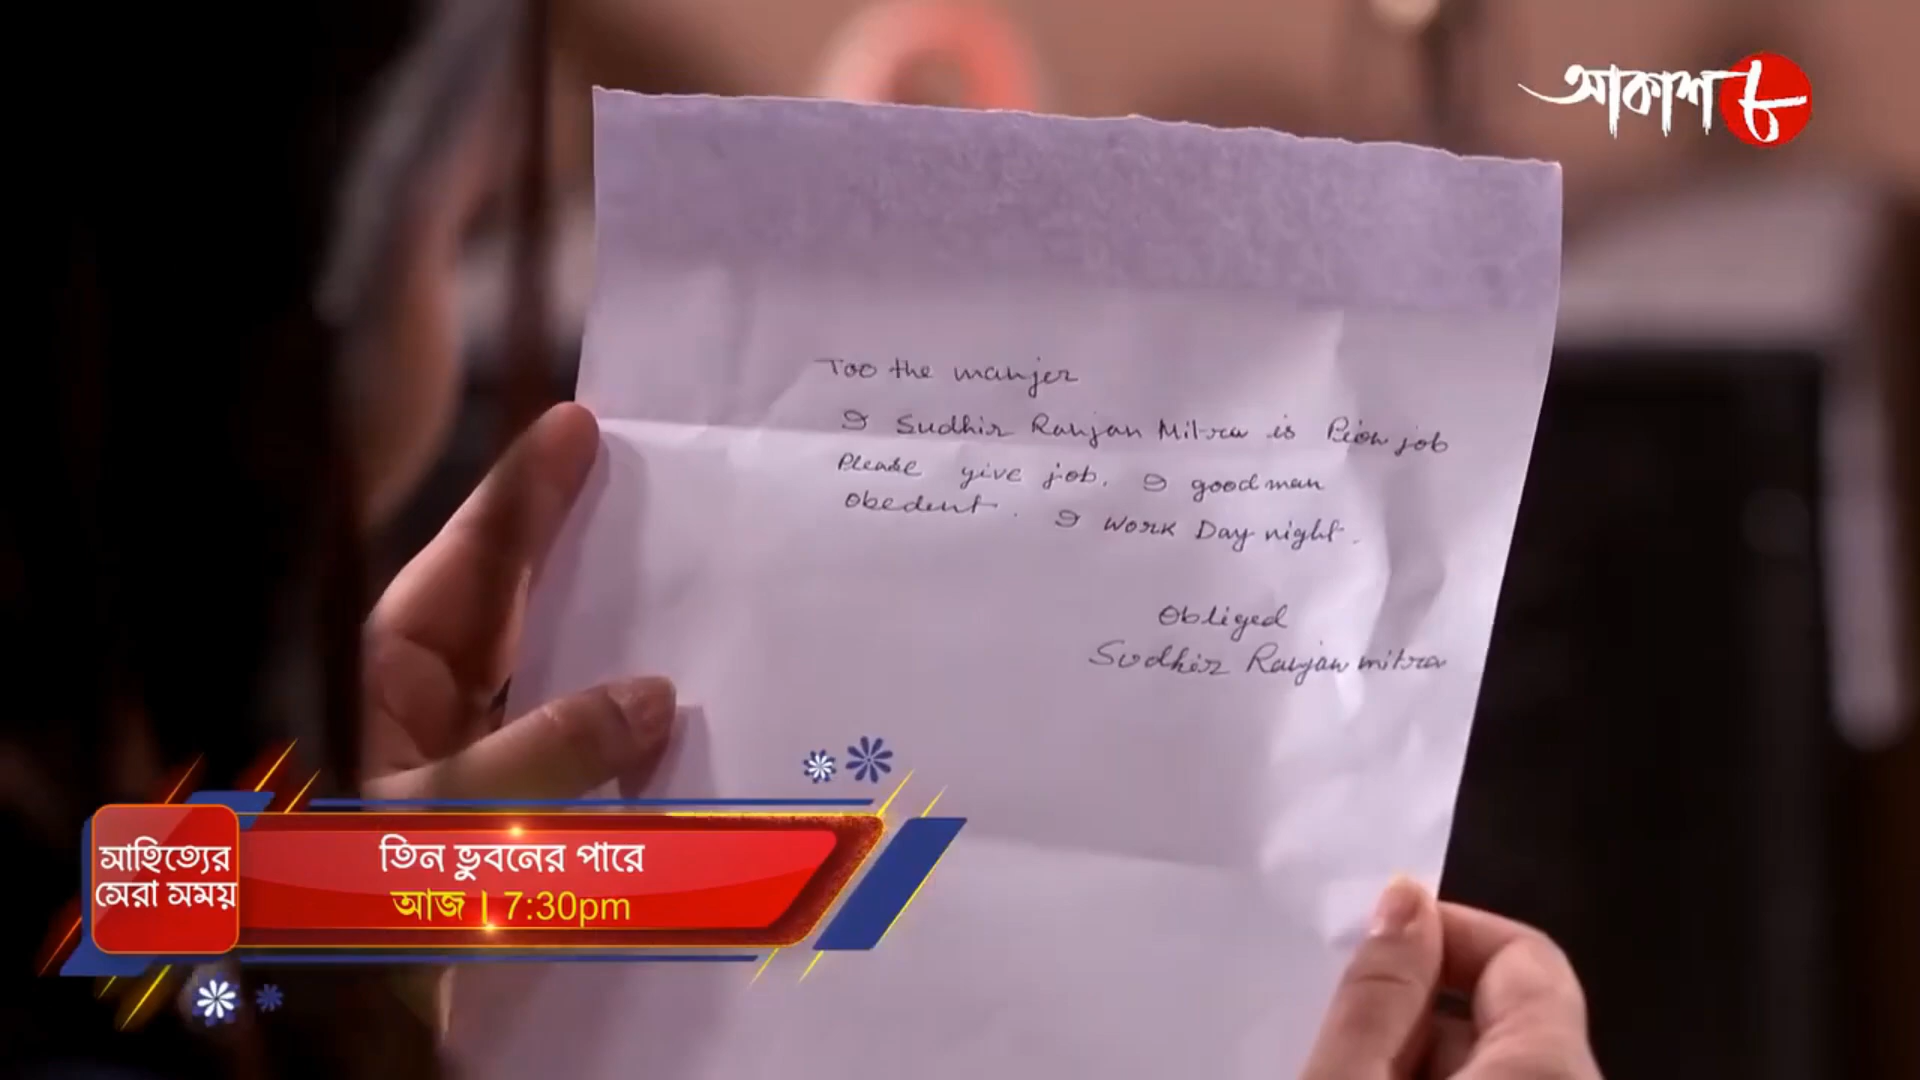 আকাশ ৮
Too the manjer
I Sudhir Ranjan Mitra is Peon job
Please give job. I good man
obedent. I work Day night.
Obliged
Sudhir Ranjan mitra
সাহিত্যের
সেরা সময়
তিন ভুবনের পারে
আজ | 7:30pm